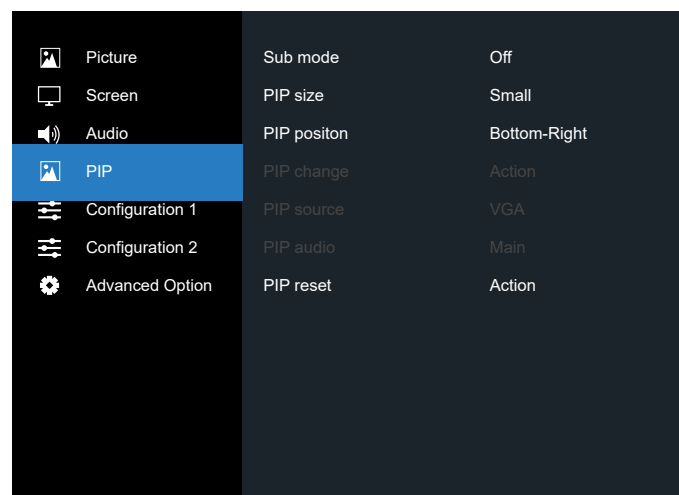 Picture
Screen
Audio
PIP
Configuration 1
Configuration 2
Advanced Option
Sub mode Off
PIP size Small
PIP positon Bottom-Right
PIP change Action
PIP source VGA
PIP audio Main
PIP reset Action